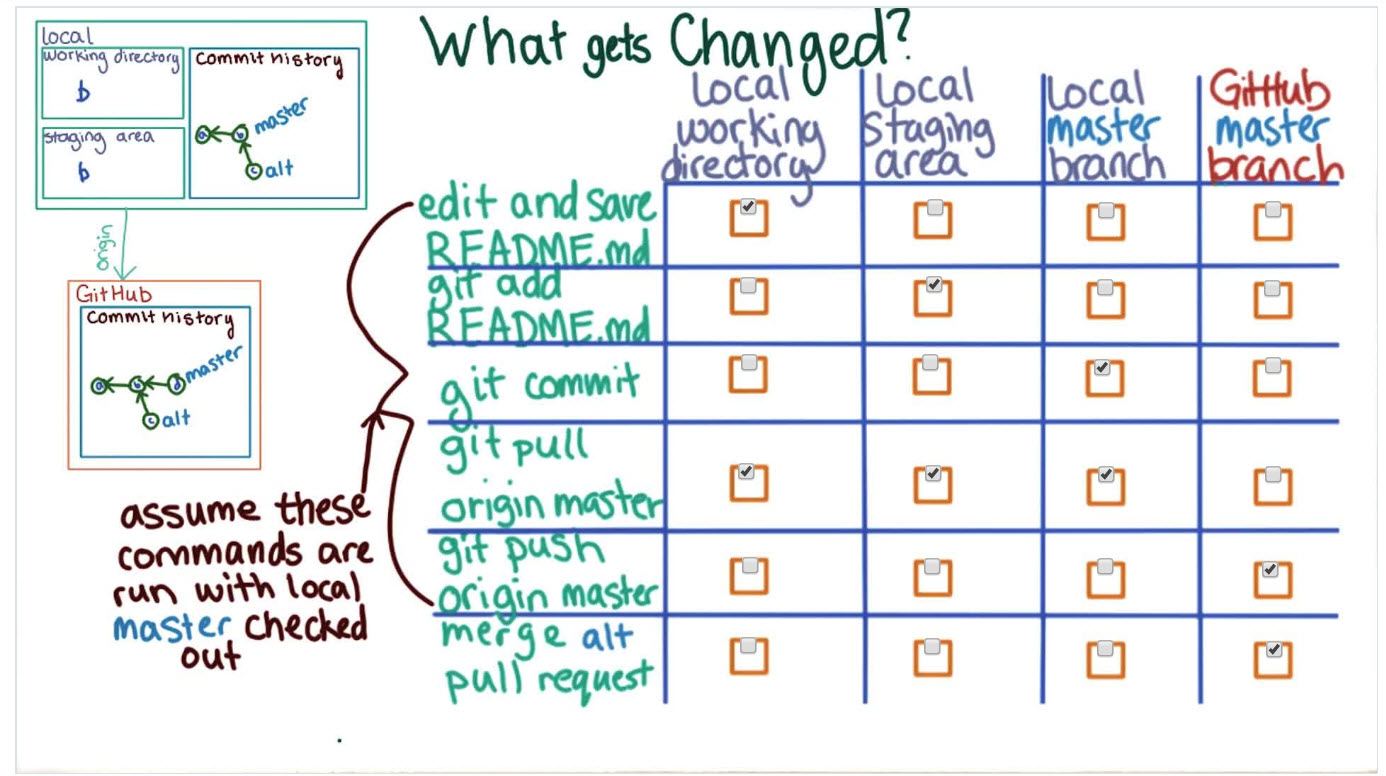 What gets Changed?
local
working directory
b
staging area
b
Commit history
a
b
master
c
alt
origin
GitHub
Commit history
a
b
d
master
c
alt
assume these
commands are
run with local
master checked
out
Local
working
directory
Local
Staging
area
Local
master
branch
GitHub
master
branch
edit and save
README.md
git add
README.md
git commit
git pull
origin master
git push
origin master
merge alt
pull request